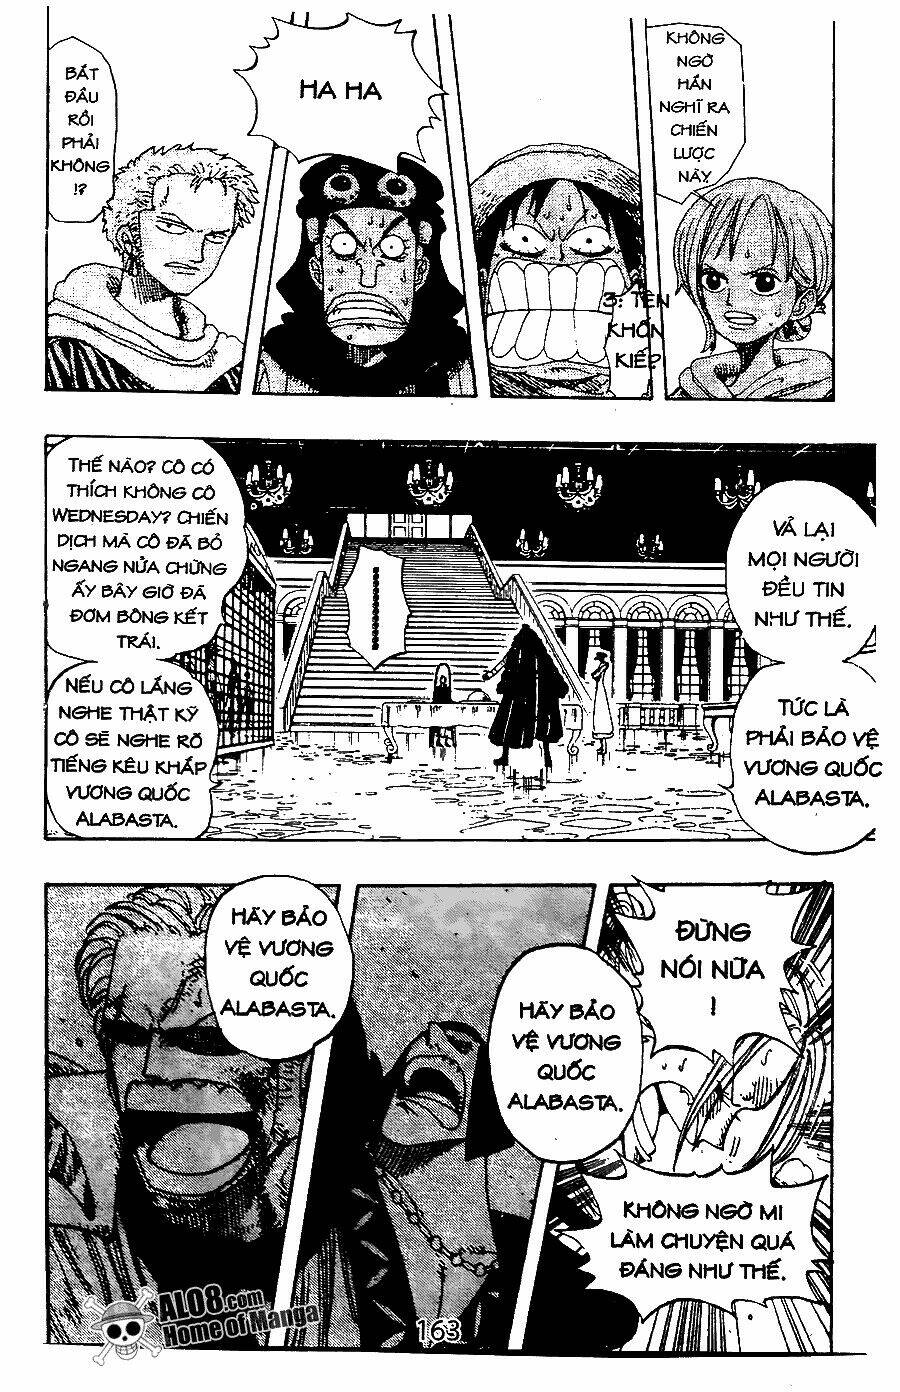 KHÔNG
NGỜ
HẮN
NGHĨ RA
CHIẾN
LƯỢC
NÀY
3: TÊN
KHỐN
KIẾP
HA HA
BẮT
ĐẦU
RỒI
PHẢI
KHÔNG
!?
VẢ LẠI
MỌI NGƯỜI
ĐỀU TIN
NHƯ THẾ.
TỨC LÀ
PHẢI BẢO VỆ
VƯƠNG QUỐC
ALABASTA.
THẾ NÀO? CÔ CÓ
THÍCH KHÔNG CÔ
WEDNESDAY? CHIẾN
DỊCH MÀ CÔ ĐÃ BỎ
NGANG NỬA CHỪNG
ẤY BÂY GIỜ ĐÃ
ĐƠM BÔNG KẾT
TRÁI.
NẾU CÔ LẮNG
NGHE THẬT KỸ
CÔ SẼ NGHE RÕ
TIẾNG KÊU KHẮP
VƯƠNG QUỐC
ALABASTA.
ĐỪNG
NÓI NỮA
!
KHÔNG NGỜ MI
LÀM CHUYỆN QUÁ
ĐÁNG NHƯ THẾ.
HÃY BẢO
VỆ VƯƠNG
QUỐC
ALABASTA.
HÃY BẢO
VỆ VƯƠNG
QUỐC
ALABASTA.
AL08.com
Home of Manga
163